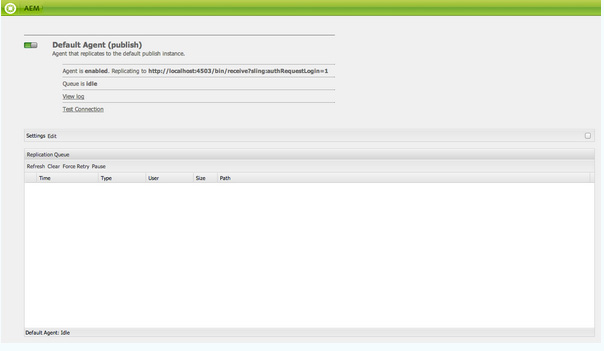 AEM
Default Agent (publish)
Agent that replicates to the default publish instance.
Agent is enabled. Replicating to http://localhost:4503/bin/receive?sling:authRequestLogin=1
Queue is idle
View log
Test Connection
Settings Edit
Replication Queue
Refresh Clear Force Retry Pause
Time Type User Size Path
Default Agent: Idle